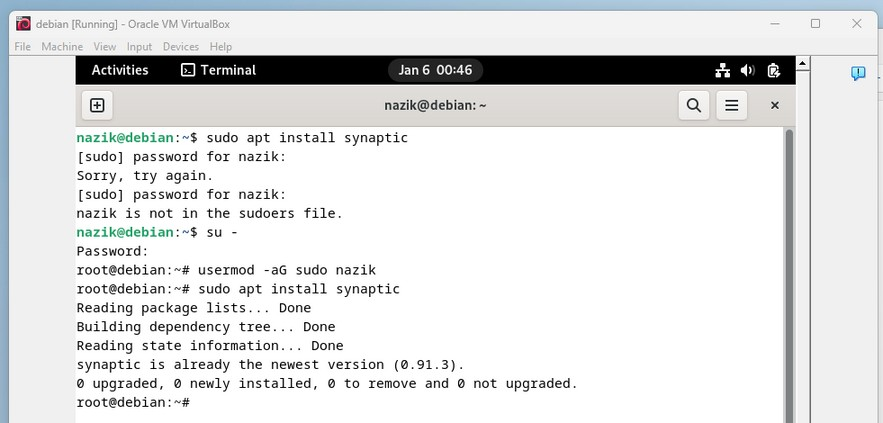 debian [Running] - Oracle VM VirtualBox
File Machine View Input Devices Help
Activities Terminal Jan 6 00:46
nazik@debian: ~
nazik@debian:~$ sudo apt install synaptic
[sudo] password for nazik:
Sorry, try again.
[sudo] password for nazik:
nazik is not in the sudoers file.
nazik@debian:~$ su -
Password:
root@debian:~# usermod -aG sudo nazik
root@debian:~# sudo apt install synaptic
Reading package lists... Done
Building dependency tree... Done
Reading state information... Done
synaptic is already the newest version (0.91.3).
0 upgraded, 0 newly installed, 0 to remove and 0 not upgraded.
root@debian:~#